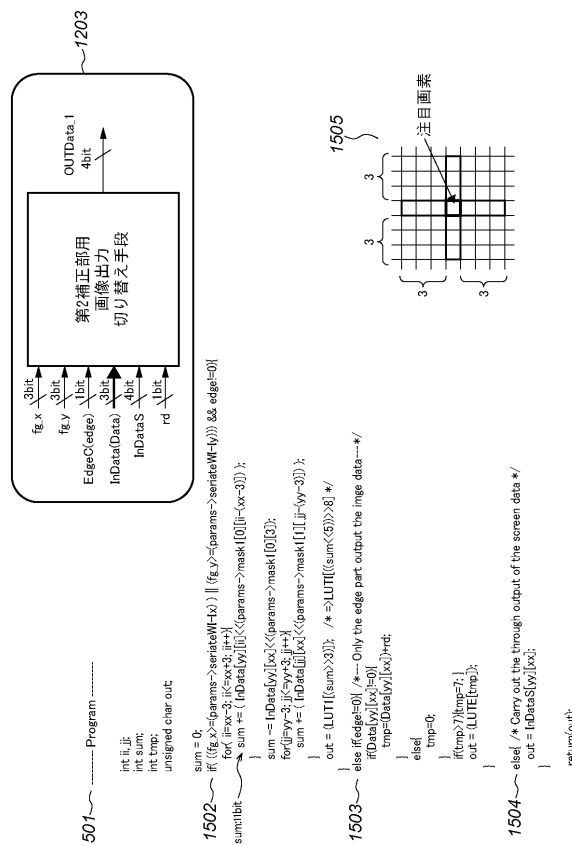 1203
fg_x
3bit
fg_y
3bit
EdgeC(edge)
1bit
InData(Data)
3bit
InDataS
4bit
rd
1bit
第2補正部用
画像出力
切り替え手段
OUTData_1
4bit
501
---------- Program ----------
int ii, jj;
int sum;
int tmp;
unsigned char out;
sum = 0;
1502
if( ((fg_x>=(params->seriateWI-lx) ) || (fg_y>=(params->seriateWI-ly))) && edge!=0){
for( ii=xx-3; ii<=xx+3; ii++){
sum:11bit
sum += ( InData[yy][ii]<<(params->mask1[0][ii-(xx-3)]) );
}
sum -= InData[yy][xx]<<(params->mask1[0][3]);
for(jj=yy-3; jj<=yy+3; jj++){
sum += ( InData[jj][xx]<<(params->mask1[1][ jj-(yy-3)]) );
}
out = (LUT1[(sum>>3)]); /* =>LUT1[((sum<<5))>>8] */
}
1503
else if(edge!=0){ /*--- Only the edge part output the imge data---*/
if(Data[yy][xx]!=0){
tmp=(Data[yy][xx])+rd;
}
else{
tmp=0;
}
if(tmp>7){tmp=7; }
out = (LUTE[tmp]);
}
1504
else{ /* Carry out the through output of the screen data */
out = InDataS[yy][xx];
}
return(out);
1505
注目画素
3
3
3
3